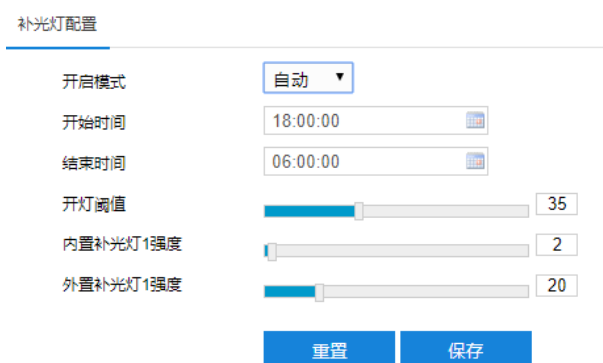 补光灯配置
开启模式 自动
开始时间 18:00:00
结束时间 06:00:00
开灯阈值 35
内置补光灯1强度 2
外置补光灯1强度 20
重置 保存